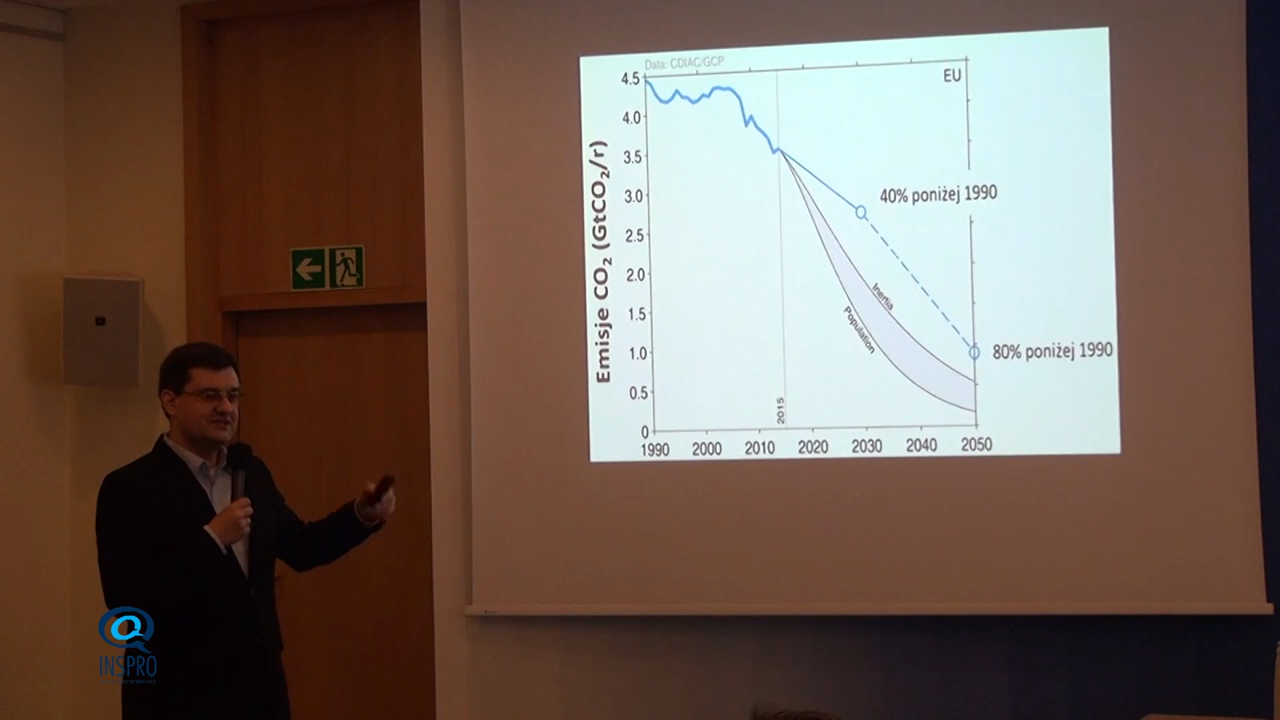 Data: CDIAC/GCP
EU
Emisje CO₂ (GtCO₂/r)
4.5
4.0
3.5
3.0
2.5
2.0
1.5
1.0
0.5
0
40% poniżej 1990
Inertia
Population
80% poniżej 1990
2015
1990 2000 2010 2020 2030 2040 2050
INSPRO